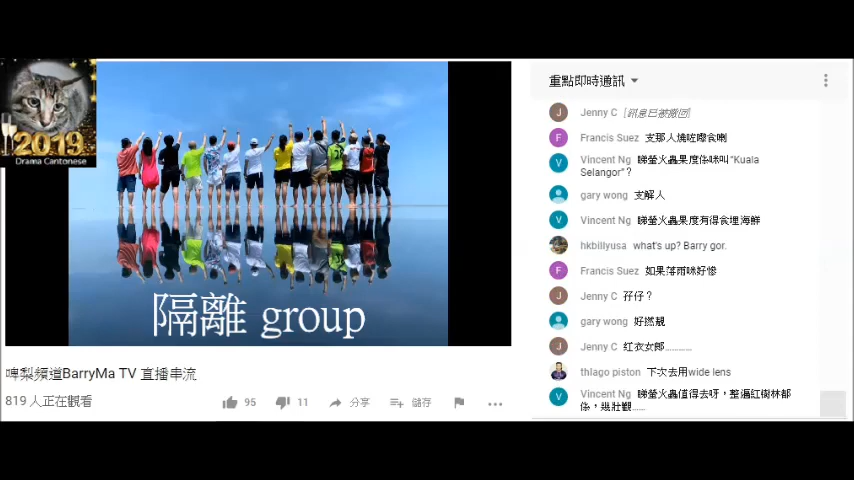 2019
Drama Cantonese
隔離 group
啤梨頻道BarryMa TV 直播串流
819 人正在觀看
95
11
分享
儲存
重點即時通訊
Jenny C [訊息已被撤回]
Francis Suez 支那人燒咗嚟食喇
Vincent Ng 睇螢火蟲果度係咪叫“Kuala
Selangor”?
gary wong 支解人
Vincent Ng 睇螢火蟲果度有得食埋海鮮
hkbillyusa what's up? Barry gor.
Francis Suez 如果落雨咪好慘
Jenny C 孖仔?
gary wong 好撚靚
Jenny C 紅衣女郎............
thIago piston 下次去用wide lens
Vincent Ng 睇螢火蟲值得去呀，整遍紅樹林都
係，幾壯觀......